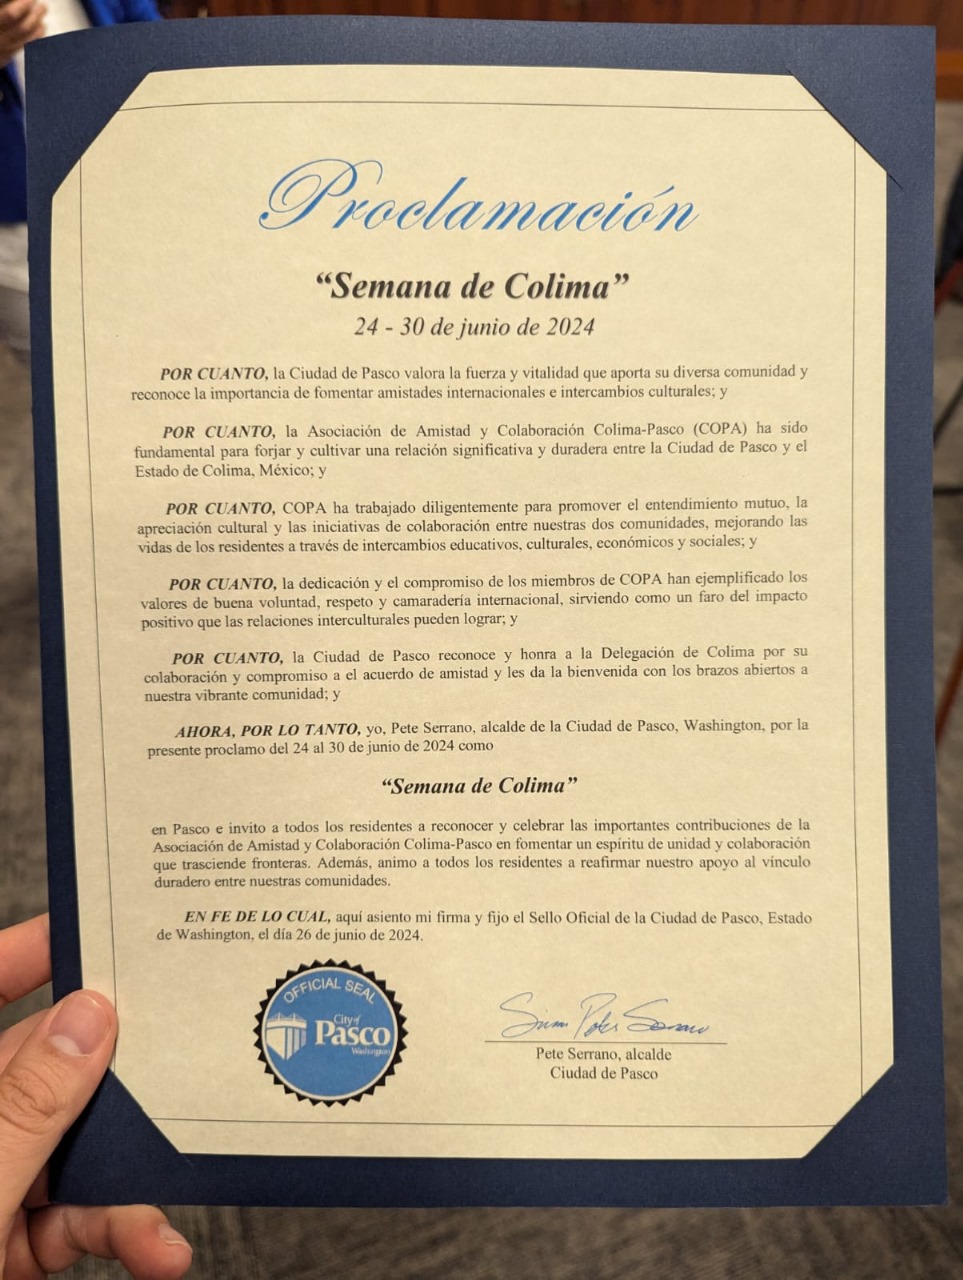 Proclamación
“Semana de Colima”
24 - 30 de junio de 2024
POR CUANTO, la Ciudad de Pasco valora la fuerza y vitalidad que aporta su diversa comunidad y
reconoce la importancia de fomentar amistades internacionales e intercambios culturales; y
POR CUANTO, la Asociación de Amistad y Colaboración Colima-Pasco (COPA) ha sido
fundamental para forjar y cultivar una relación significativa y duradera entre la Ciudad de Pasco y el
Estado de Colima, México; y
POR CUANTO, COPA ha trabajado diligentemente para promover el entendimiento mutuo, la
apreciación cultural y las iniciativas de colaboración entre nuestras dos comunidades, mejorando las
vidas de los residentes a través de intercambios educativos, culturales, económicos y sociales; y
POR CUANTO, la dedicación y el compromiso de los miembros de COPA han ejemplificado los
valores de buena voluntad, respeto y camaradería internacional, sirviendo como un faro del impacto
positivo que las relaciones interculturales pueden lograr; y
POR CUANTO, la Ciudad de Pasco reconoce y honra a la Delegación de Colima por su
colaboración y compromiso a el acuerdo de amistad y les da la bienvenida con los brazos abiertos a
nuestra vibrante comunidad; y
AHORA, POR LO TANTO, yo, Pete Serrano, alcalde de la Ciudad de Pasco, Washington, por la
presente proclamo del 24 al 30 de junio de 2024 como
“Semana de Colima”
en Pasco e invito a todos los residentes a reconocer y celebrar las importantes contribuciones de la
Asociación de Amistad y Colaboración Colima-Pasco en fomentar un espíritu de unidad y colaboración
que trasciende fronteras. Además, animo a todos los residentes a reafirmar nuestro apoyo al vínculo
duradero entre nuestras comunidades.
EN FE DE LO CUAL, aquí asiento mi firma y fijo el Sello Oficial de la Ciudad de Pasco, Estado
de Washington, el día 26 de junio de 2024.
OFFICIAL SEAL
City of
Pasco
Washington
Pete Serrano, alcalde
Ciudad de Pasco